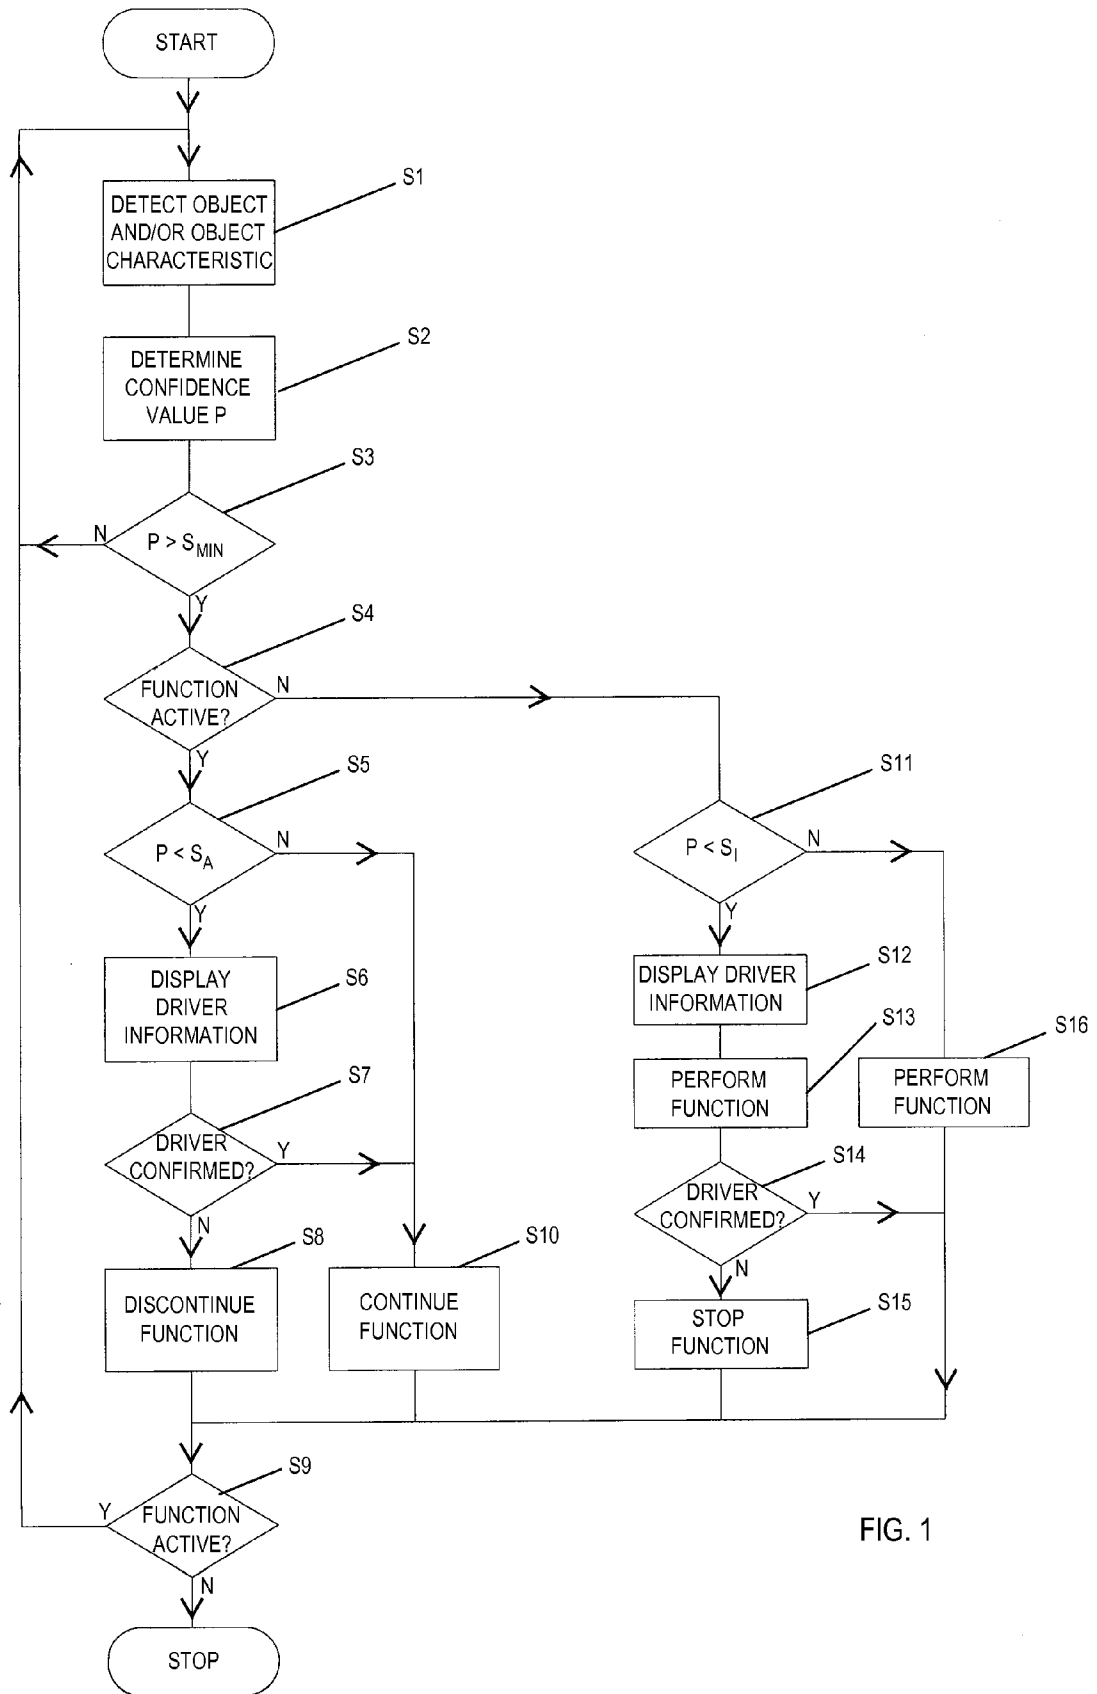 START
S1
DETECT OBJECT
AND/OR OBJECT
CHARACTERISTIC
S2
DETERMINE
CONFIDENCE
VALUE P
S3
N
P > S_MIN
Y
S4
FUNCTION
ACTIVE?
N
Y
S5
P < S_A
N
Y
S11
P < S_I
N
Y
S6
DISPLAY
DRIVER
INFORMATION
S12
DISPLAY DRIVER
INFORMATION
S13
PERFORM
FUNCTION
S16
PERFORM
FUNCTION
S7
DRIVER
CONFIRMED?
Y
N
S14
DRIVER
CONFIRMED?
Y
N
S8
DISCONTINUE
FUNCTION
S10
CONTINUE
FUNCTION
S15
STOP
FUNCTION
S9
Y
FUNCTION
ACTIVE?
N
STOP
FIG. 1